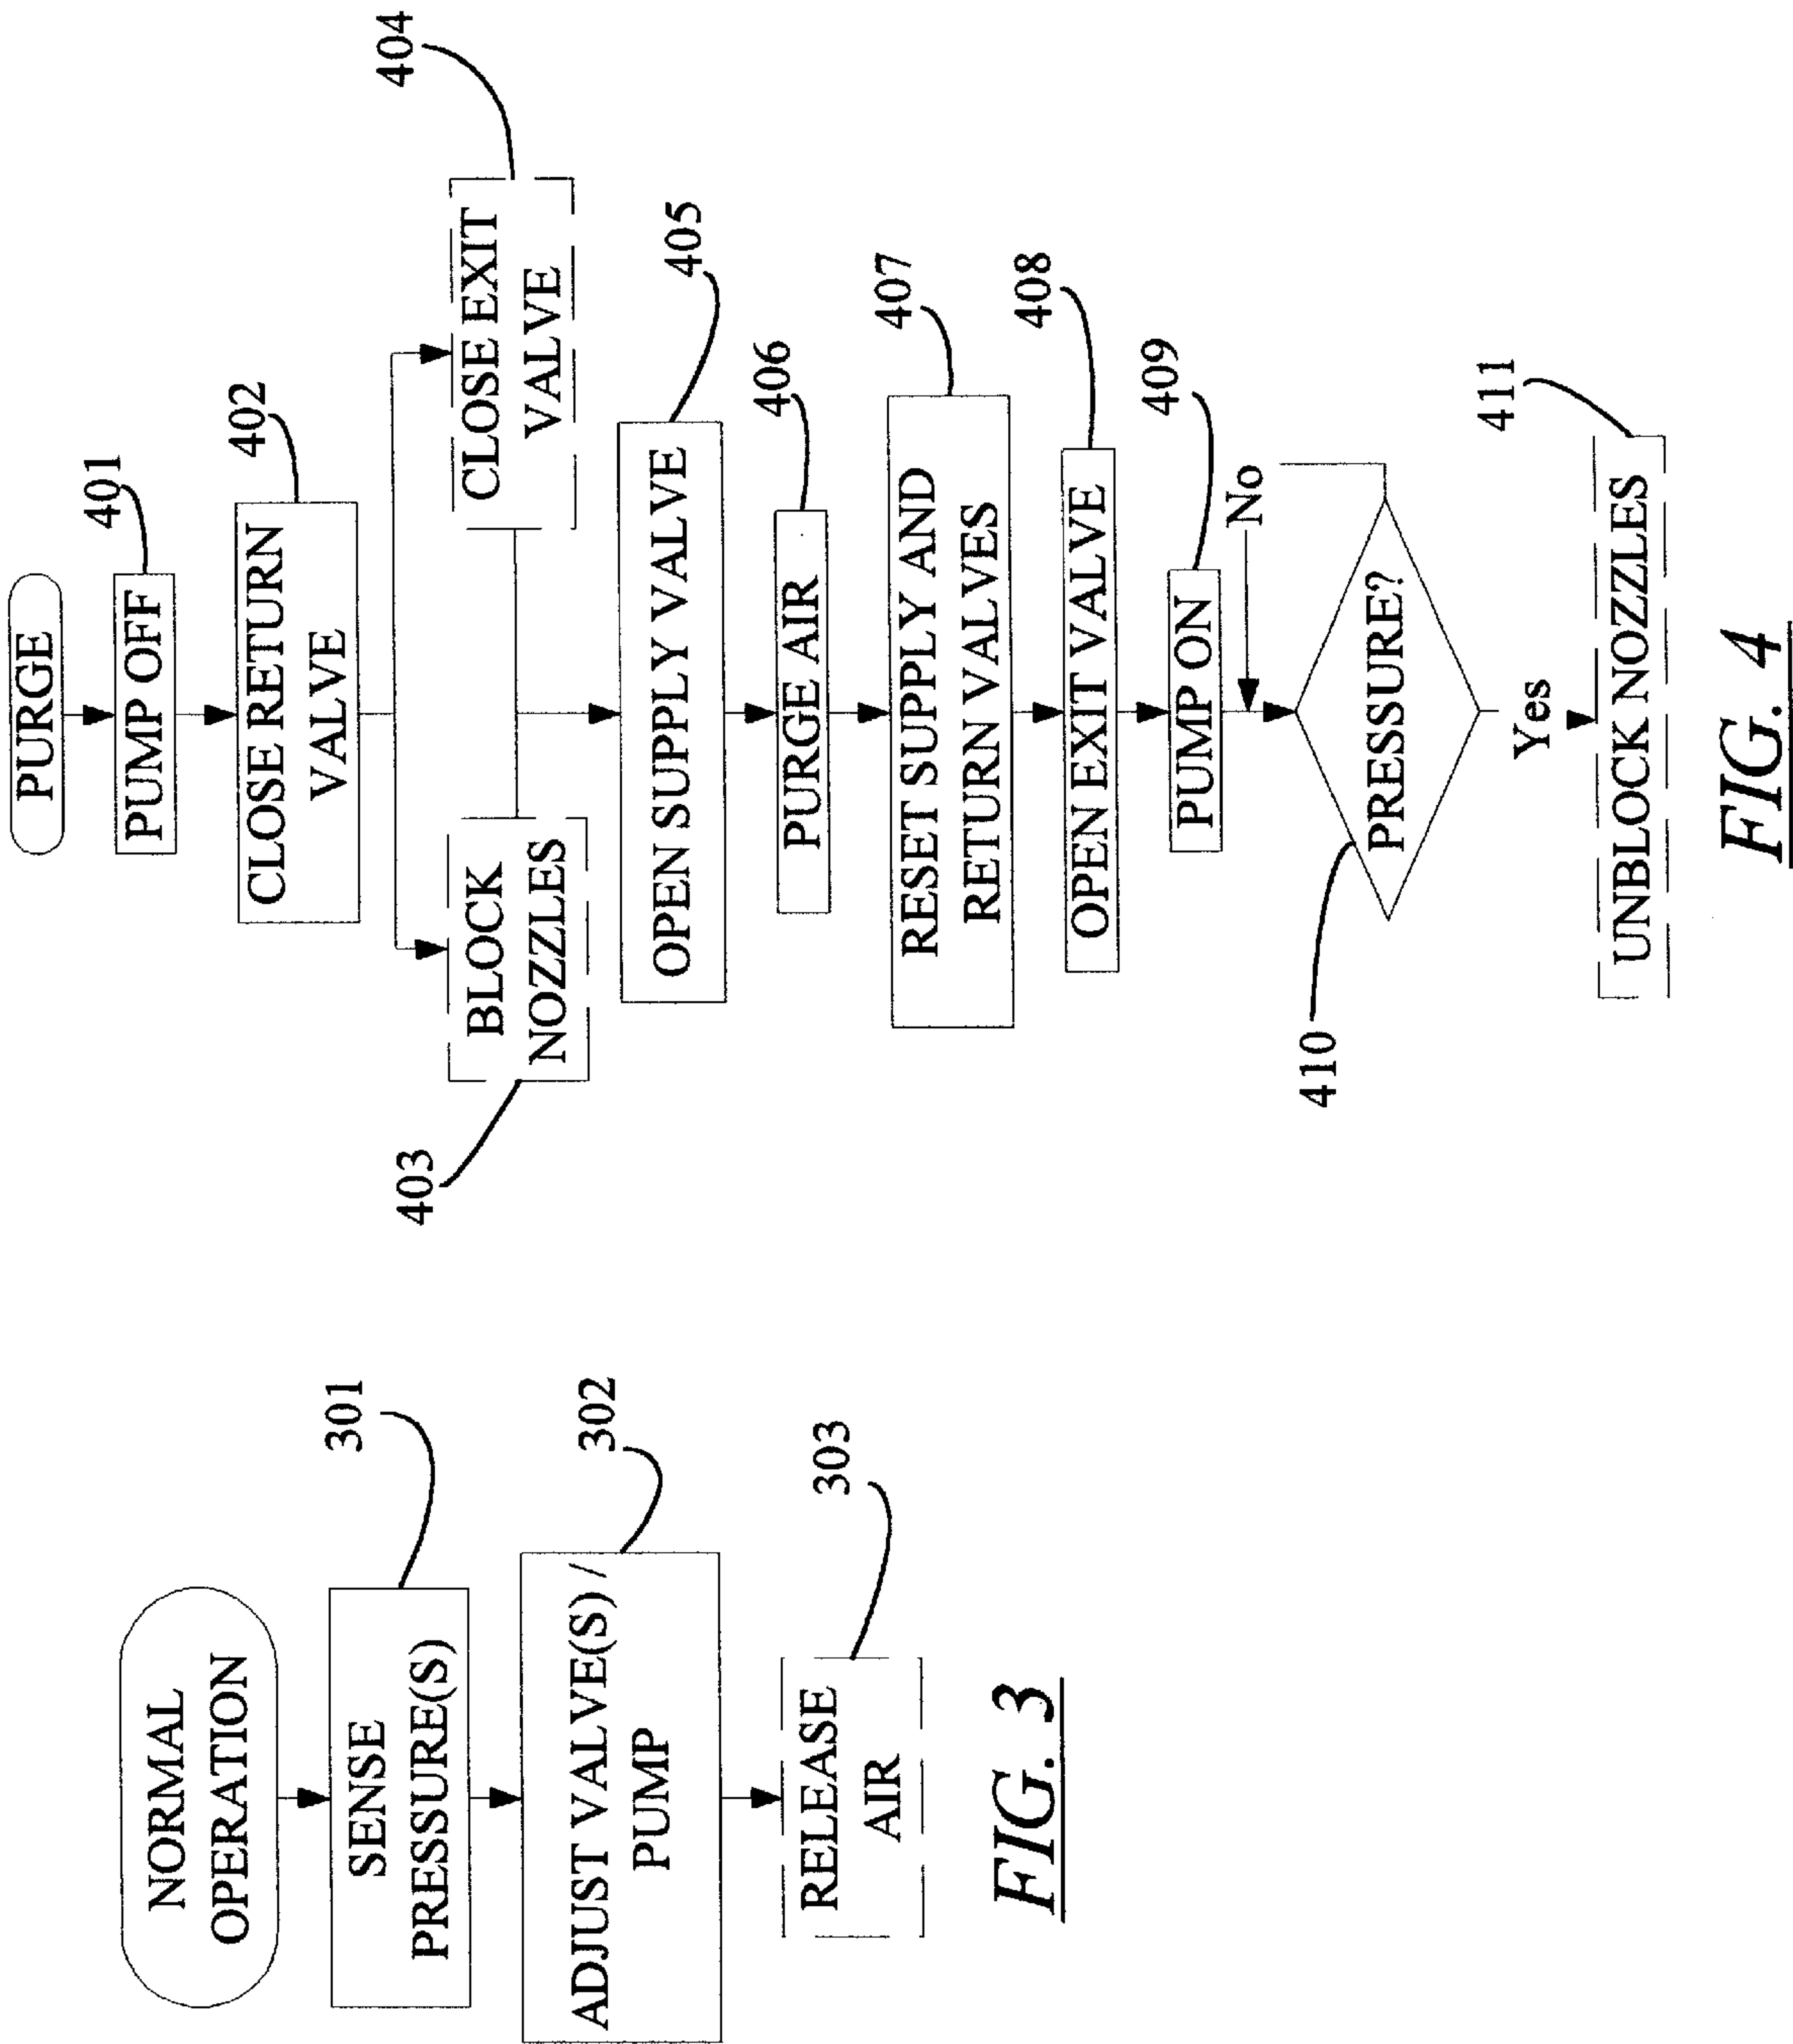 NORMAL
OPERATION
301
SENSE
PRESSURE(S)
302
ADJUST VALVE(S) /
PUMP
303
RELEASE
AIR
FIG. 3
PURGE
401
PUMP OFF
402
CLOSE RETURN
VALVE
403
BLOCK
NOZZLES
404
CLOSE EXIT
VALVE
405
OPEN SUPPLY VALVE
406
PURGE AIR
407
RESET SUPPLY AND
RETURN VALVES
408
OPEN EXIT VALVE
409
PUMP ON
No
410
PRESSURE?
Yes
411
UNBLOCK NOZZLES
FIG. 4